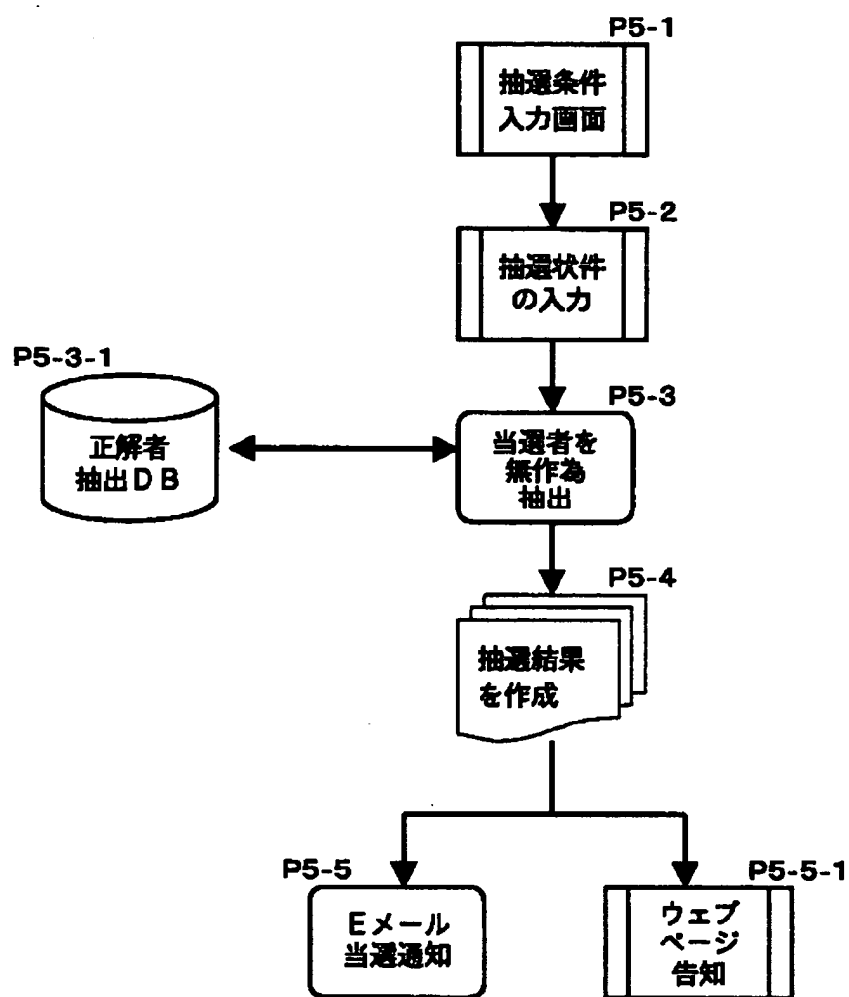 P5-1
抽選条件
入力画面
P5-2
抽選状件
の入力
P5-3-1
正解者
抽出DB
P5-3
当選者を
無作為
抽出
P5-4
抽選結果
を作成
P5-5
Eメール
当選通知
P5-5-1
ウェブ
ページ
告知